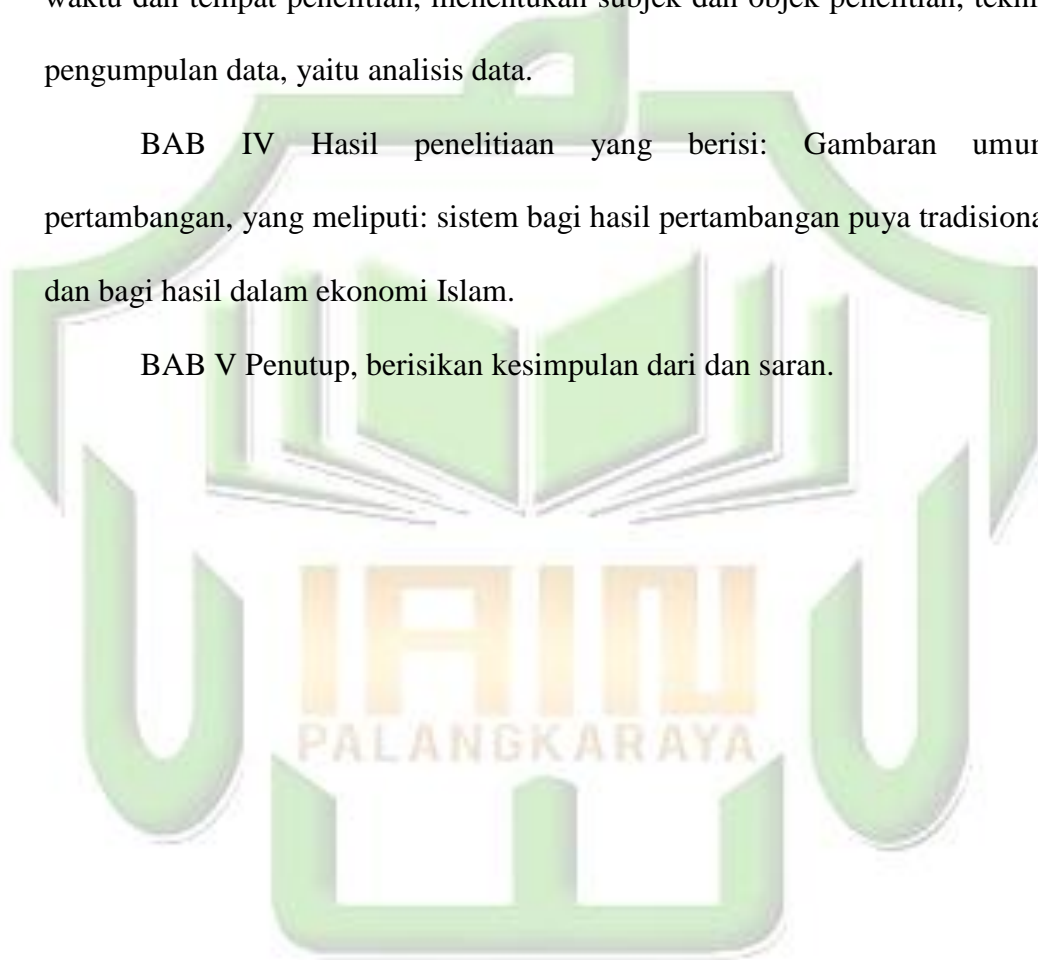 waktu dan tempat penelitian, menentukan subjek dan objek penelitian, tekni
pengumpulan data, yaitu analisis data.
BAB IV Hasil penelitiaan yang berisi: Gambaran umum
pertambangan, yang meliputi: sistem bagi hasil pertambangan puya tradisiona
dan bagi hasil dalam ekonomi Islam.
BAB V Penutup, berisikan kesimpulan dari dan saran.
IAIN
PALANGKARAYA